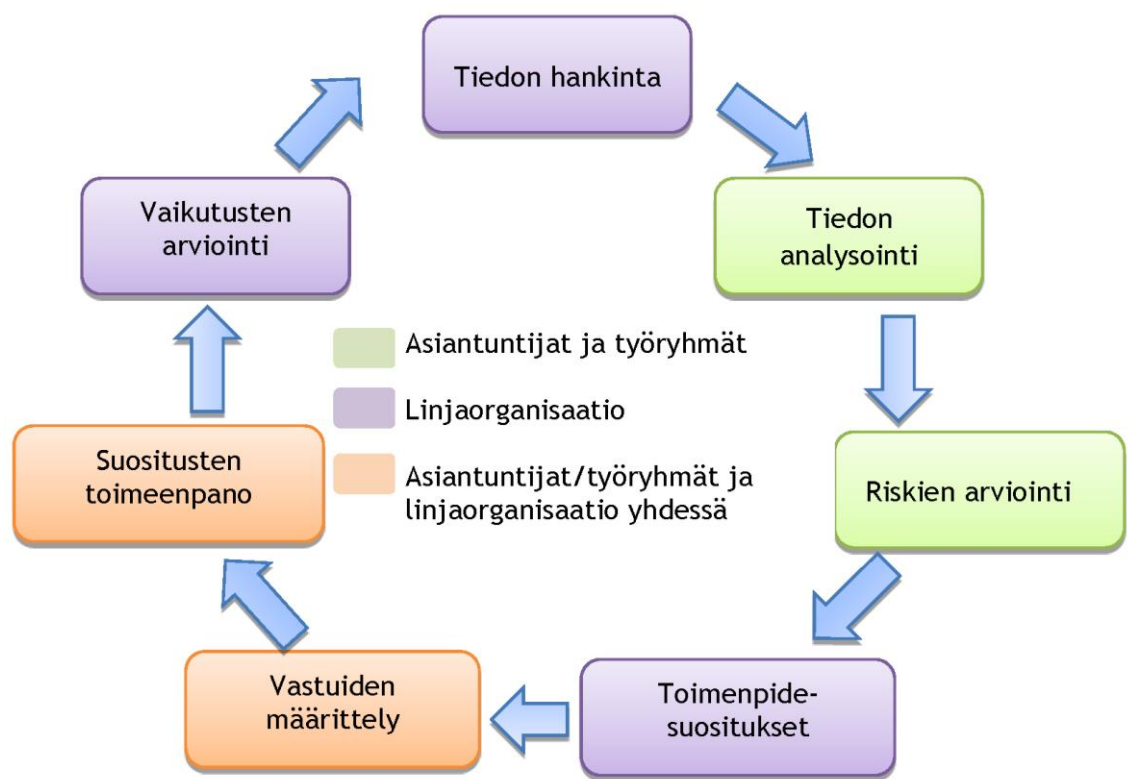 Tiedon hankinta
Tiedon
analysointi
Riskien arviointi
Toimenpide-
suositukset
Vastuiden
määrittely
Suositusten
toimeenpano
Vaikutusten
arviointi
Asiantuntijat ja työryhmät
Linjaorganisaatio
Asiantuntijat/työryhmät ja
linjaorganisaatio yhdessä